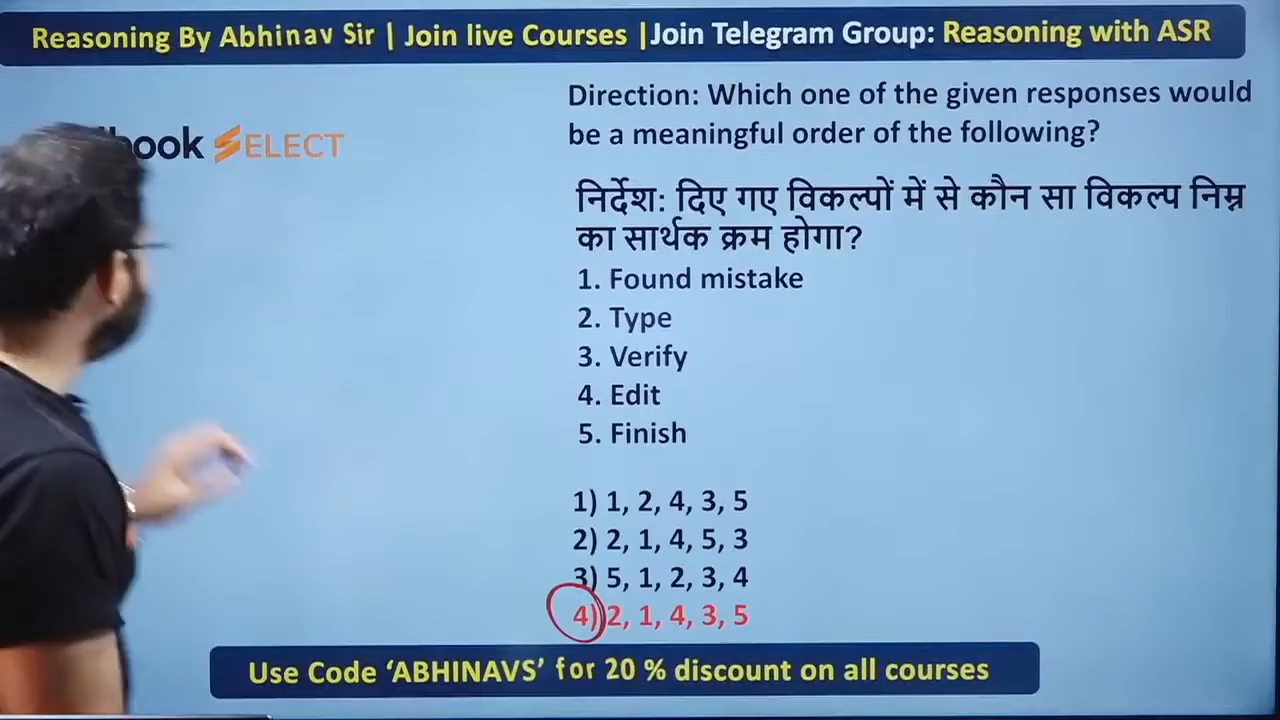 Reasoning By Abhinav Sir | Join live Courses |Join Telegram Group: Reasoning with ASR
book SELECT
Direction: Which one of the given responses would
be a meaningful order of the following?
निर्देश: दिए गए विकल्पों में से कौन सा विकल्प निम्न
का सार्थक क्रम होगा?
1. Found mistake
2. Type
3. Verify
4. Edit
5. Finish
1) 1, 2, 4, 3, 5
2) 2, 1, 4, 5, 3
3) 5, 1, 2, 3, 4
4) 2, 1, 4, 3, 5
Use Code ‘ABHINAVS’ for 20 % discount on all courses